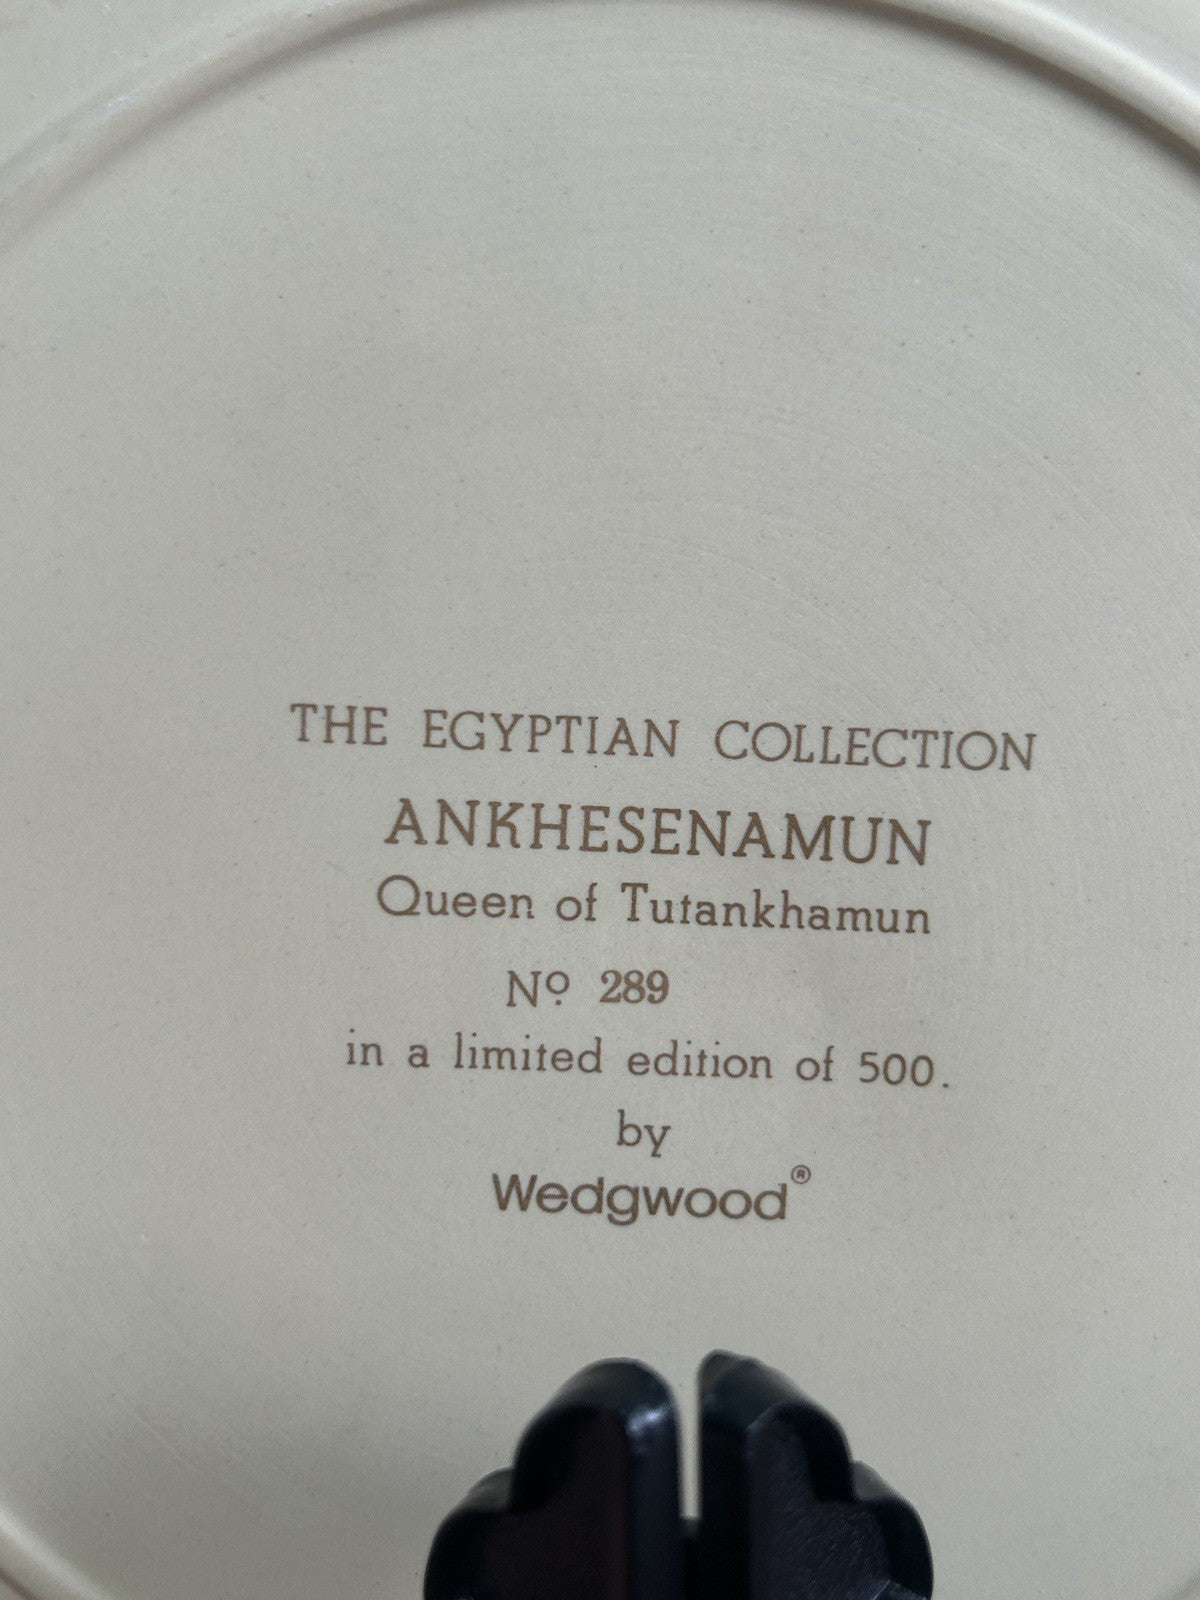 THE EGYPTIAN COLLECTION
ANKHESENAMUN
Queen of Tutankhamun
Nº 289
in a limited edition of 500.
by
Wedgwood®